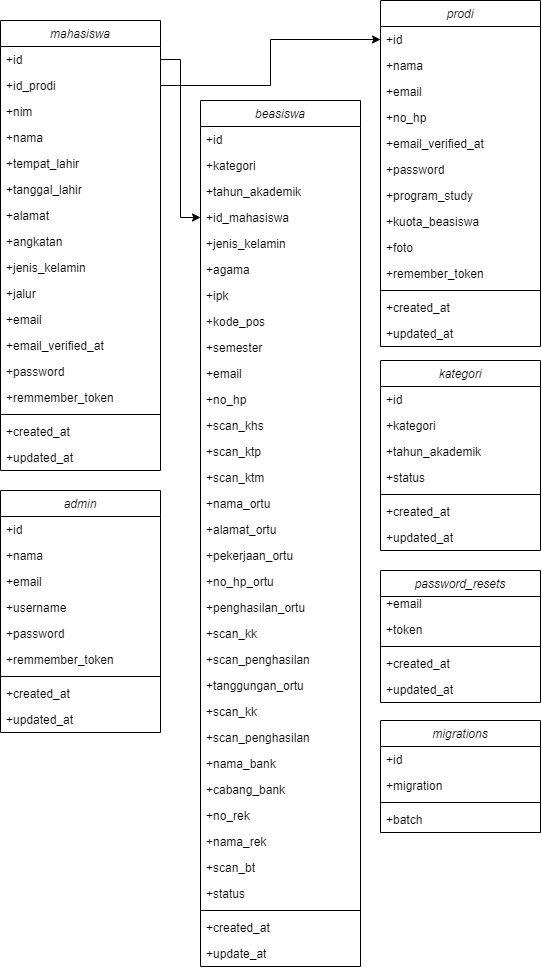 mahasiswa
+id
+id_prodi
+nim
+nama
+tempat_lahir
+tanggal_lahir
+alamat
+angkatan
+jenis_kelamin
+jalur
+email
+email_verified_at
+password
+remmember_token
+created_at
+updated_at
admin
+id
+nama
+email
+username
+password
+remmember_token
+created_at
+updated_at
beasiswa
+id
+kategori
+tahun_akademik
+id_mahasiswa
+jenis_kelamin
+agama
+ipk
+kode_pos
+semester
+email
+no_hp
+scan_khs
+scan_ktp
+scan_ktm
+nama_ortu
+alamat_ortu
+pekerjaan_ortu
+no_hp_ortu
+penghasilan_ortu
+scan_kk
+scan_penghasilan
+tanggungan_ortu
+scan_kk
+scan_penghasilan
+nama_bank
+cabang_bank
+no_rek
+nama_rek
+scan_bt
+status
+created_at
+update_at
prodi
+id
+nama
+email
+no_hp
+email_verified_at
+password
+program_study
+kuota_beasiswa
+foto
+remember_token
+created_at
+updated_at
kategori
+id
+kategori
+tahun_akademik
+status
+created_at
+updated_at
password_resets
+email
+token
+created_at
+updated_at
migrations
+id
+migration
+batch